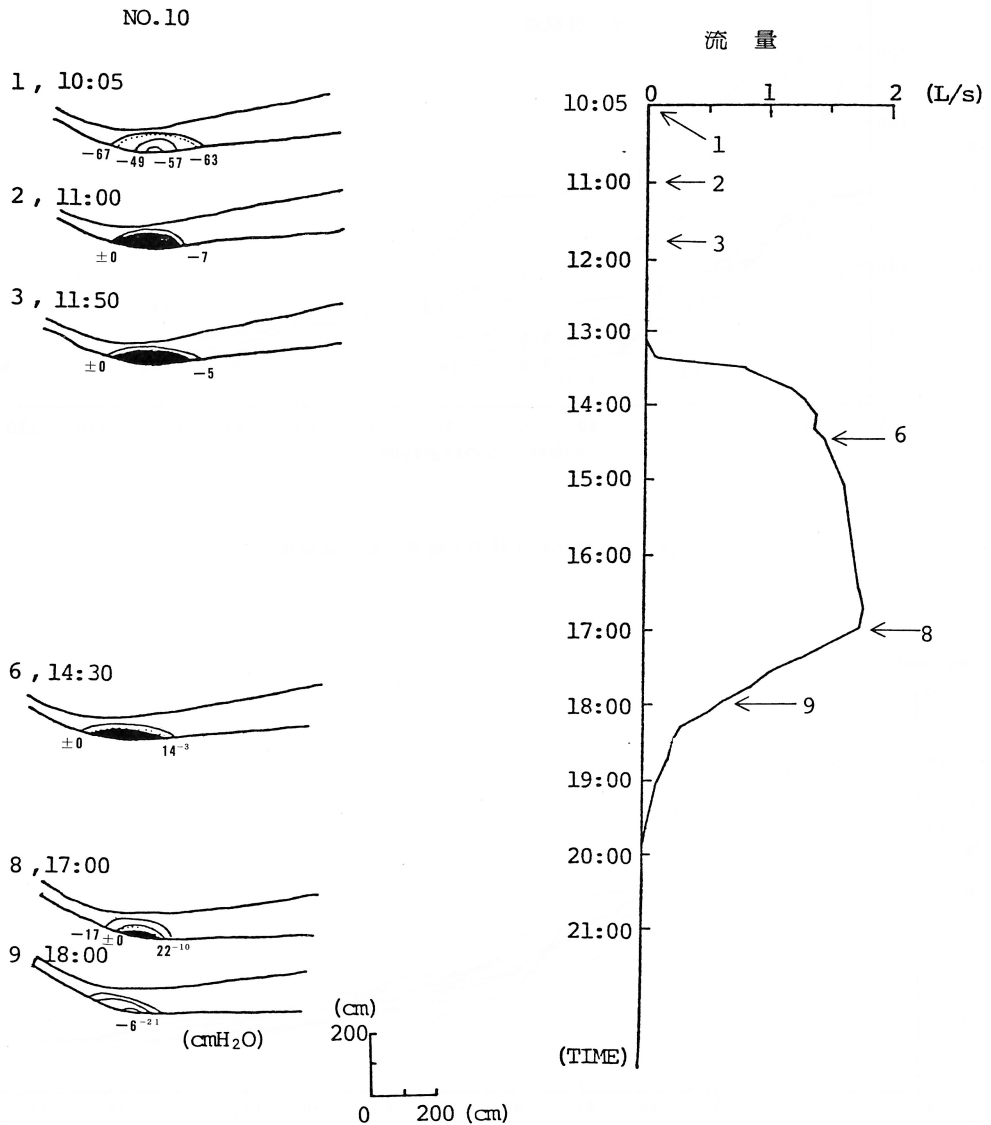 NO.10
1, 10:05
−67 −49 −57 −63
2, 11:00
±0 −7
3, 11:50
±0 −5
6, 14:30
±0 14 −3
8, 17:00
−17 ±0 22 −10
9 18:00
−6 −21
(cmH₂O)
(cm)
200
0 200 (cm)
流 量
0 1 2 (L/s)
10:05
1
11:00
2
3
12:00
13:00
14:00
6
15:00
16:00
17:00
8
18:00
9
19:00
20:00
21:00
(TIME)